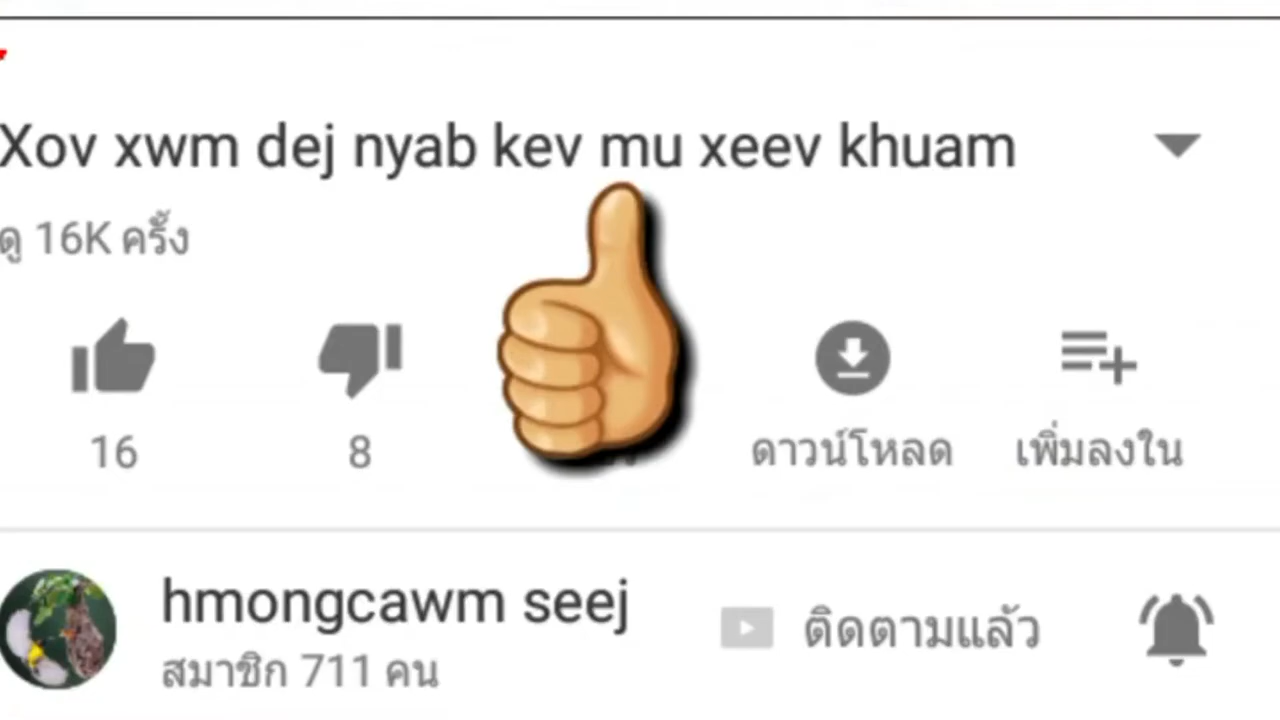 Xov xwm dej nyab kev mu xeev khuam
ดู 16K ครั้ง
16 8 ดาวน์โหลด เพิ่มลงใน
hmongcawm seej
ติดตามแล้ว
สมาชิก 711 คน